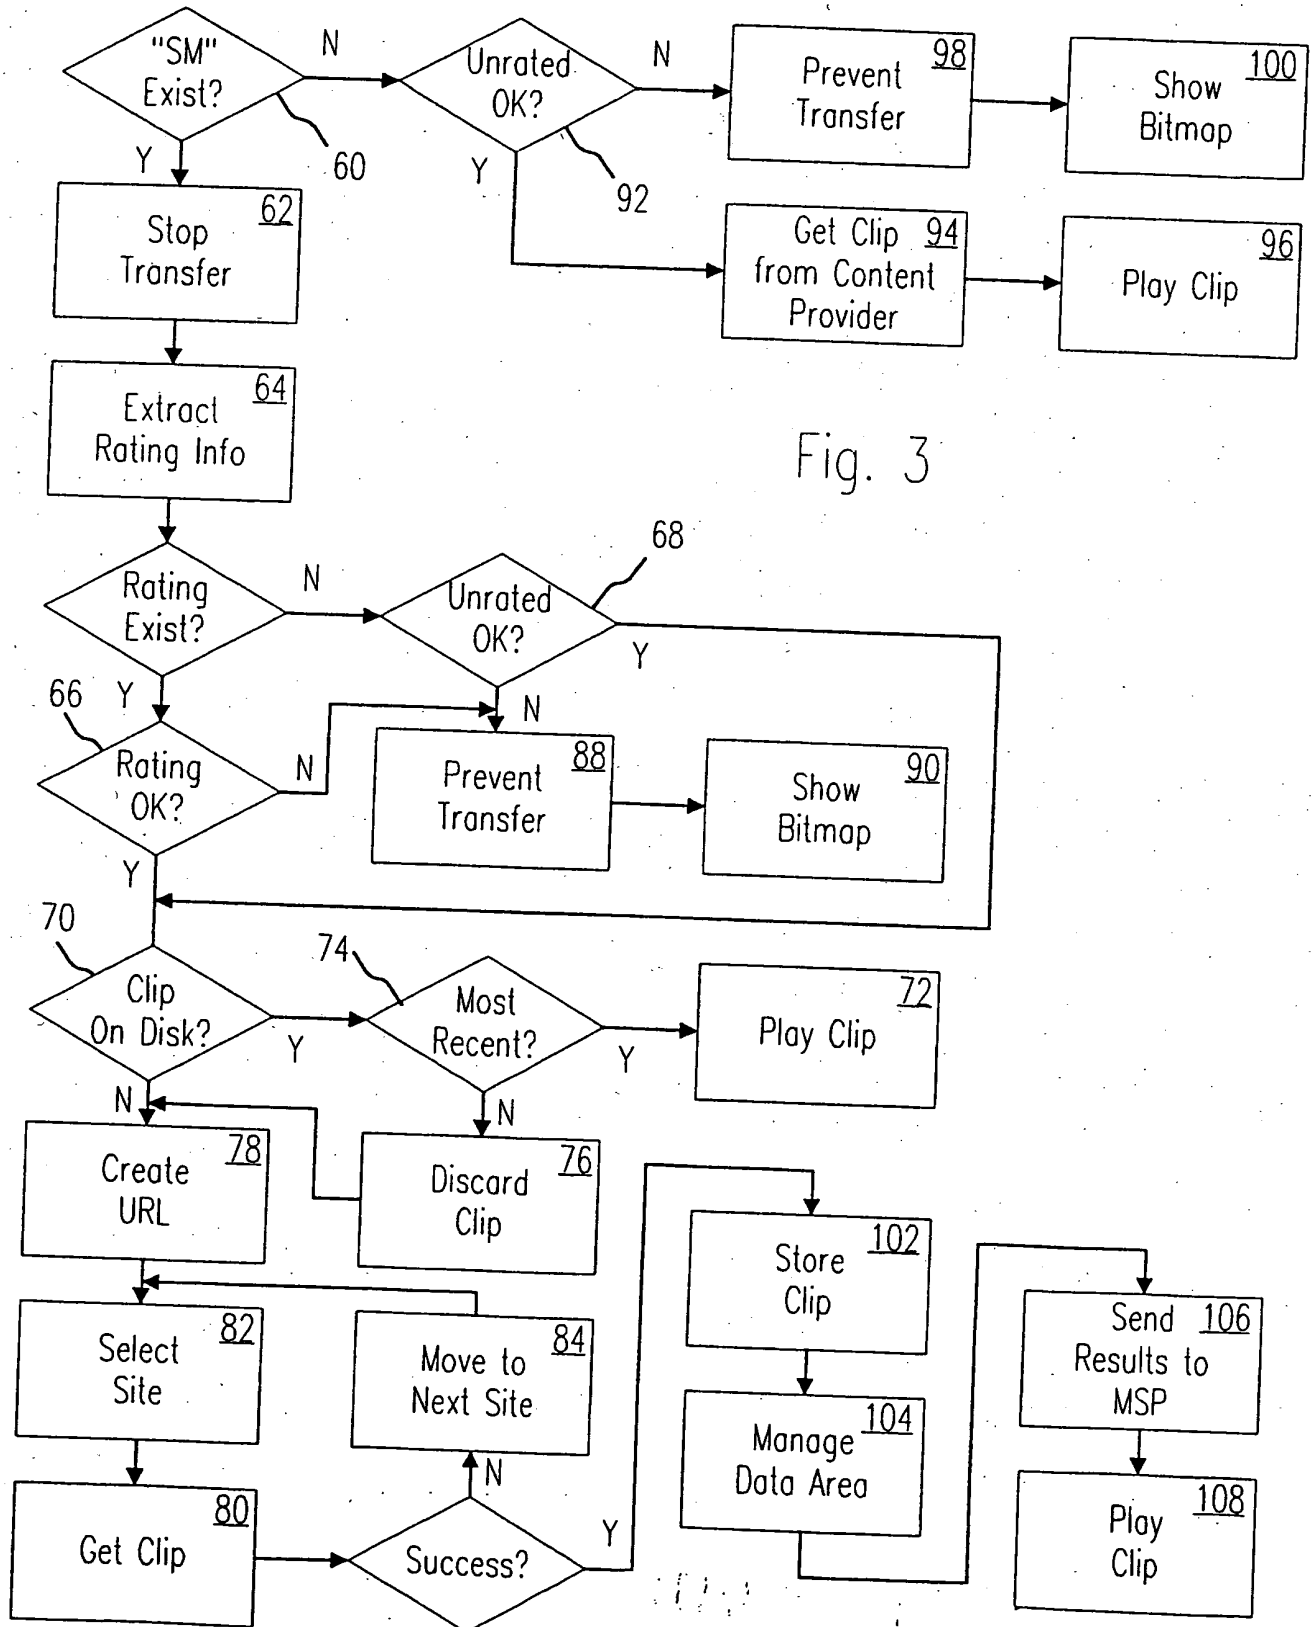 "SM"
Exist?
N
60
Y
Unrated
OK?
N
92
Y
98
Prevent
Transfer
100
Show
Bitmap
62
Stop
Transfer
Get Clip 94
from Content
Provider
96
Play Clip
64
Extract
Rating Info
Fig. 3
Rating
Exist?
N
Y
68
Unrated
OK?
Y
N
66
Rating
OK?
N
Y
88
Prevent
Transfer
90
Show
Bitmap
70
Clip
On Disk?
Y
N
74
Most
Recent?
Y
N
72
Play Clip
78
Create
URL
76
Discard
Clip
82
Select
Site
84
Move to
Next Site
N
80
Get Clip
Success?
Y
102
Store
Clip
104
Manage
Data Area
Send 106
Results to
MSP
108
Play
Clip